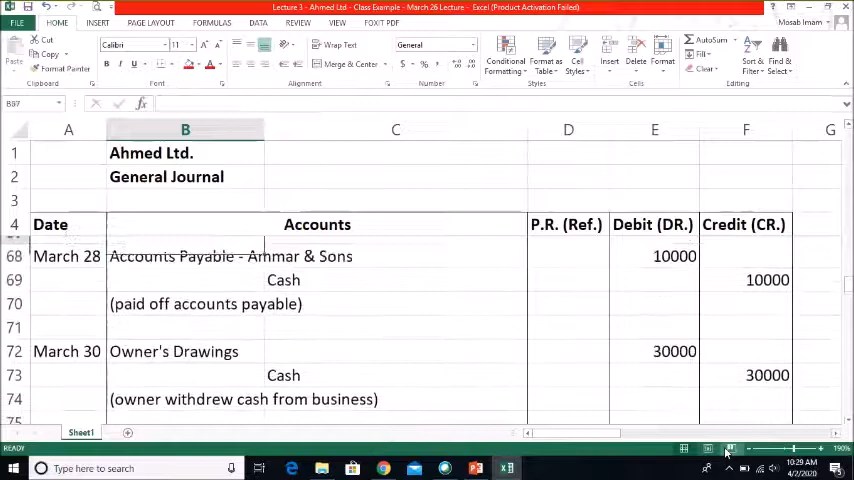 Lecture 3 - Ahmed Ltd - Class Example - March 26 Lecture - Excel (Product Activation Failed)
FILE HOME INSERT PAGE LAYOUT FORMULAS DATA REVIEW VIEW FOXIT PDF Mosab Imam
Cut Calibri 11 Wrap Text General AutoSum
Copy Fill
Format Painter Merge & Center Clear
Paste Conditional Formatting Format as Table Cell Styles Insert Delete Format Sort & Filter Find & Select
Clipboard Font Alignment Number Styles Cells Editing
B87 fx
A B C D E F G
1 Ahmed Ltd.
2 General Journal
3
4 Date Accounts P.R. (Ref.) Debit (DR.) Credit (CR.)
68 March 28 Accounts Payable - Ammar & Sons 10000
69 Cash 10000
70 (paid off accounts payable)
71
72 March 30 Owner's Drawings 30000
73 Cash 30000
74 (owner withdrew cash from business)
75
Sheet1
READY 190%
Type here to search 10:29 AM
4/2/2020